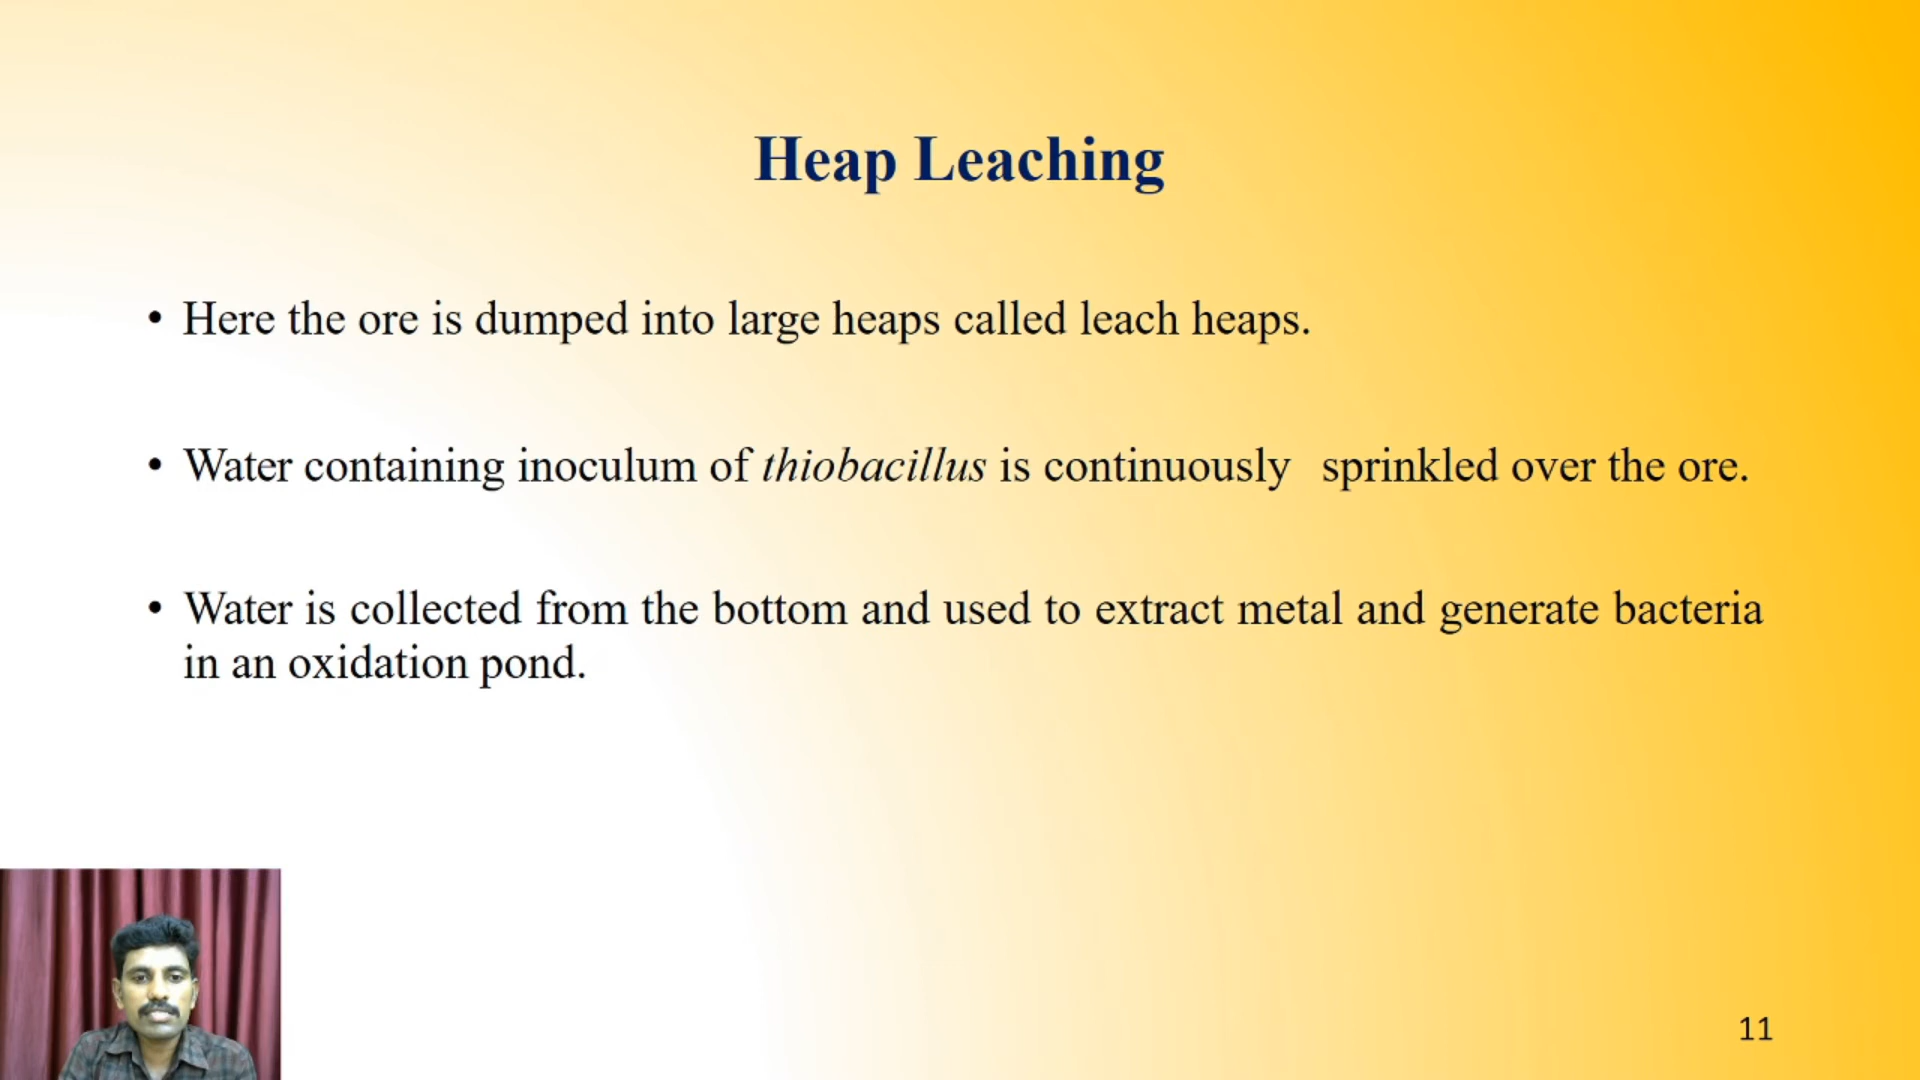 Heap Leaching
• Here the ore is dumped into large heaps called leach heaps.
• Water containing inoculum of thiobacillus is continuously sprinkled over the ore.
• Water is collected from the bottom and used to extract metal and generate bacteria
in an oxidation pond.
11